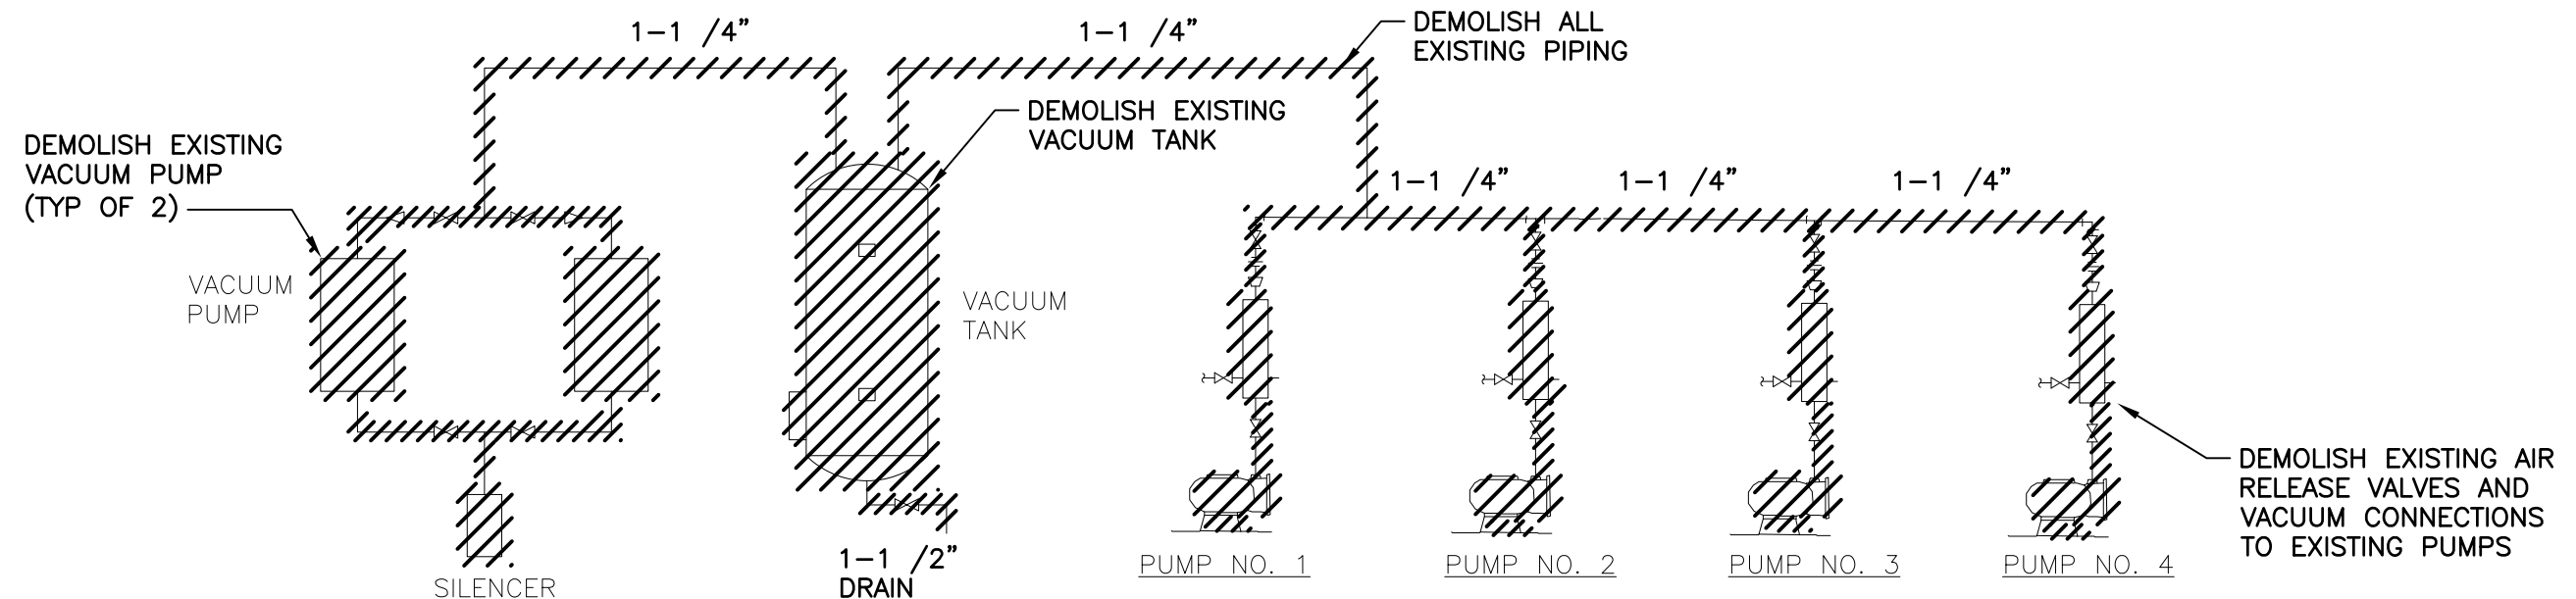 1-1 /4"
1-1 /4"
DEMOLISH ALL
EXISTING PIPING
DEMOLISH EXISTING
VACUUM TANK
DEMOLISH EXISTING
VACUUM PUMP
(TYP OF 2)
1-1 /4"
1-1 /4"
1-1 /4"
VACUUM
PUMP
VACUUM
TANK
DEMOLISH EXISTING AIR
RELEASE VALVES AND
VACUUM CONNECTIONS
TO EXISTING PUMPS
SILENCER
1-1 /2"
DRAIN
PUMP NO. 1
PUMP NO. 2
PUMP NO. 3
PUMP NO. 4